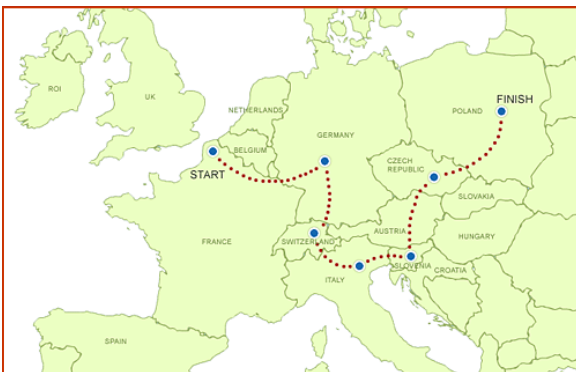 FINISH
ROI
UK
NETHERLANDS
POLAND
GERMANY
BELGIUM
CZECH
REPUBLIC
START
SLOVAKIA
AUSTRIA
FRANCE
SWITZERLAND
HUNGARY
SLOVENIA
CROATIA
ITALY
SPAIN